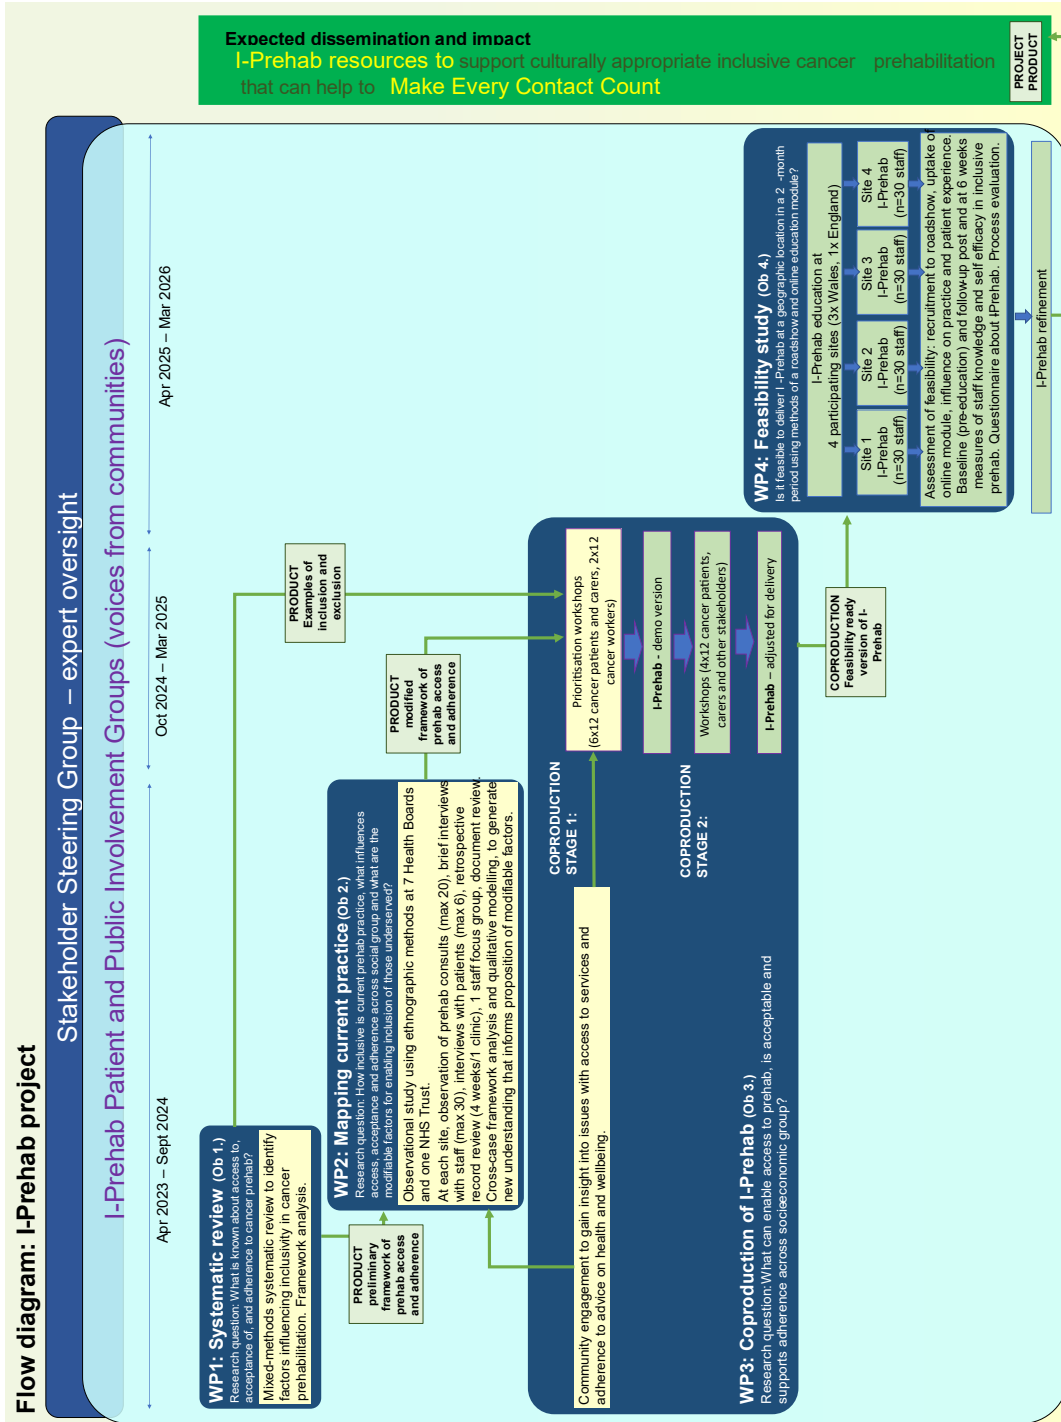 Flow diagram: I-Prehab project
Stakeholder Steering Group – expert oversight
I-Prehab Patient and Public Involvement Groups (voices from communities)
Apr 2023 – Sept 2024
Oct 2024 – Mar 2025
Apr 2025 – Mar 2026
WP1: Systematic review (Ob 1.)
Research question: What is known about access to,
acceptance of, and adherence to cancer prehab?
Mixed-methods systematic review to identify
factors influencing inclusivity in cancer
prehabilitation. Framework analysis.
PRODUCT
preliminary
framework of
prehab access
and adherence
PRODUCT
Examples of
inclusion and
exclusion
WP2: Mapping current practice (Ob 2.)
Research question: How inclusive is current prehab practice, what influences
access, acceptance and adherence across social group and what are the
modifiable factors for enabling inclusion of those underserved?
Observational study using ethnographic methods at 7 Health Boards
and one NHS Trust.
At each site, observation of prehab consults (max 20), brief interviews
with staff (max 30), interviews with patients (max 6), retrospective
record review (4 weeks/1 clinic), 1 staff focus group, document review.
Cross-case framework analysis and qualitative modelling, to generate
new understanding that informs proposition of modifiable factors.
PRODUCT
modified
framework of
prehab access
and adherence
Community engagement to gain insight into issues with access to services and
adherence to advice on health and wellbeing.
COPRODUCTION
STAGE 1:
Prioritisation workshops
(6x12 cancer patients and carers, 2x12
cancer workers)
I-Prehab - demo version
COPRODUCTION
STAGE 2:
Workshops (4x12 cancer patients,
carers and other stakeholders)
I-Prehab – adjusted for delivery
WP3: Coproduction of I-Prehab (Ob 3.)
Research question: What can enable access to prehab, is acceptable and
supports adherence across socioeconomic group?
COPRODUCTION
Feasibility ready
version of I-
Prehab
WP4: Feasibility study (Ob 4.)
Is it feasible to deliver I -Prehab at a geographic location in a 2 -month
period using methods of a roadshow and online education module?
I-Prehab education at
4 participating sites (3x Wales, 1x England)
Site 1
I-Prehab
(n=30 staff)
Site 2
I-Prehab
(n=30 staff)
Site 3
I-Prehab
(n=30 staff)
Site 4
I-Prehab
(n=30 staff)
Assessment of feasibility: recruitment to roadshow, uptake of
online module, influence on practice and patient experience.
Baseline (pre-education) and follow-up post and at 6 weeks
measures of staff knowledge and self efficacy in inclusive
prehab. Questionnaire about I-Prehab. Process evaluation.
I-Prehab refinement
Expected dissemination and impact
I-Prehab resources to support culturally appropriate inclusive cancer prehabilitation
that can help to Make Every Contact Count
PROJECT
PRODUCT